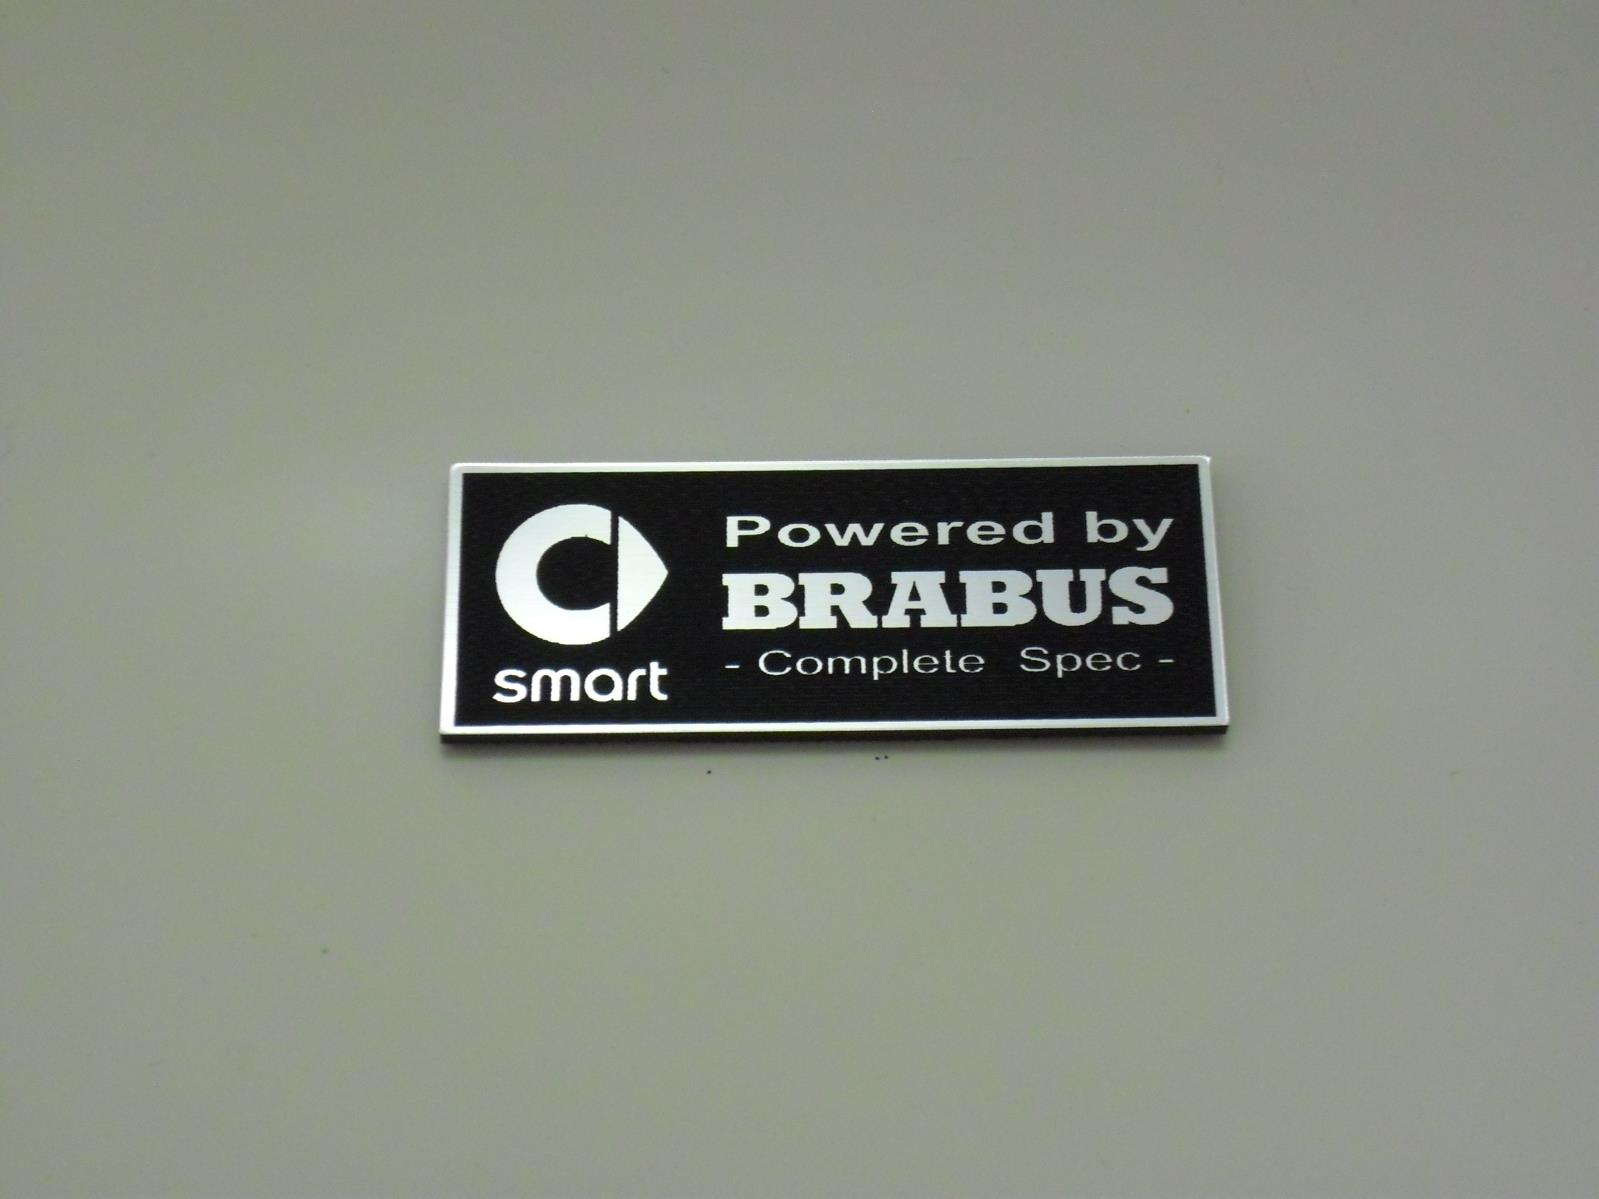 smart
Powered by
BRABUS
- Complete Spec -